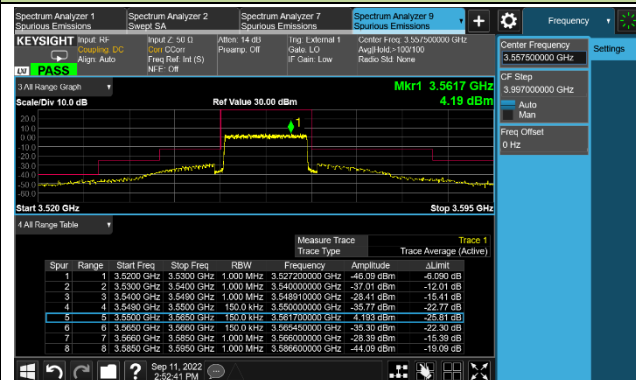 Spectrum Analyzer 1 Spurious Emissions
Spectrum Analyzer 2 Swept SA
Spectrum Analyzer 7 Spurious Emissions
Spectrum Analyzer 9 Spurious Emissions
Frequency
KEYSIGHT Input: RF Input Z: 50 Ω Atten: 14 dB Trig: External 1 Center Freq: 3.557500000 GHz
Coupling: DC Corr CCorr Preamp: Off Gate: LO Avg|Hold:>100/100
Align: Auto Freq Ref: Int (S) IF Gain: Low Radio Std: None
NFE: Off
LXI PASS
Center Frequency
3.557500000 GHz
Settings
CF Step
3.997000000 GHz
Auto
Man
Freq Offset
0 Hz
3 All Range Graph
Mkr1 3.5617 GHz
Scale/Div 10.0 dB Ref Value 30.00 dBm 4.19 dBm
20.0
10.0
0.00
-10.0
-20.0
-30.0
-40.0
-50.0
-60.0
1
Start 3.520 GHz Stop 3.595 GHz
4 All Range Table
Measure Trace Trace 1
Trace Type Trace Average (Active)
Spur Range Start Freq Stop Freq RBW Frequency Amplitude ΔLimit
1 1 3.5200 GHz 3.5300 GHz 1.000 MHz 3.527200000 GHz -46.09 dBm -6.090 dB
2 2 3.5300 GHz 3.5400 GHz 1.000 MHz 3.540000000 GHz -37.01 dBm -12.01 dB
3 3 3.5400 GHz 3.5490 GHz 1.000 MHz 3.548910000 GHz -28.41 dBm -15.41 dB
4 4 3.5490 GHz 3.5500 GHz 150.0 kHz 3.550000000 GHz -35.77 dBm -22.77 dB
5 5 3.5500 GHz 3.5650 GHz 150.0 kHz 3.561700000 GHz 4.193 dBm -25.81 dB
6 6 3.5650 GHz 3.5660 GHz 150.0 kHz 3.565450000 GHz -35.30 dBm -22.30 dB
7 7 3.5660 GHz 3.5850 GHz 1.000 MHz 3.566000000 GHz -28.39 dBm -15.39 dB
8 8 3.5850 GHz 3.5950 GHz 1.000 MHz 3.586600000 GHz -44.09 dBm -19.09 dB
Sep 11, 2022
2:52:41 PM